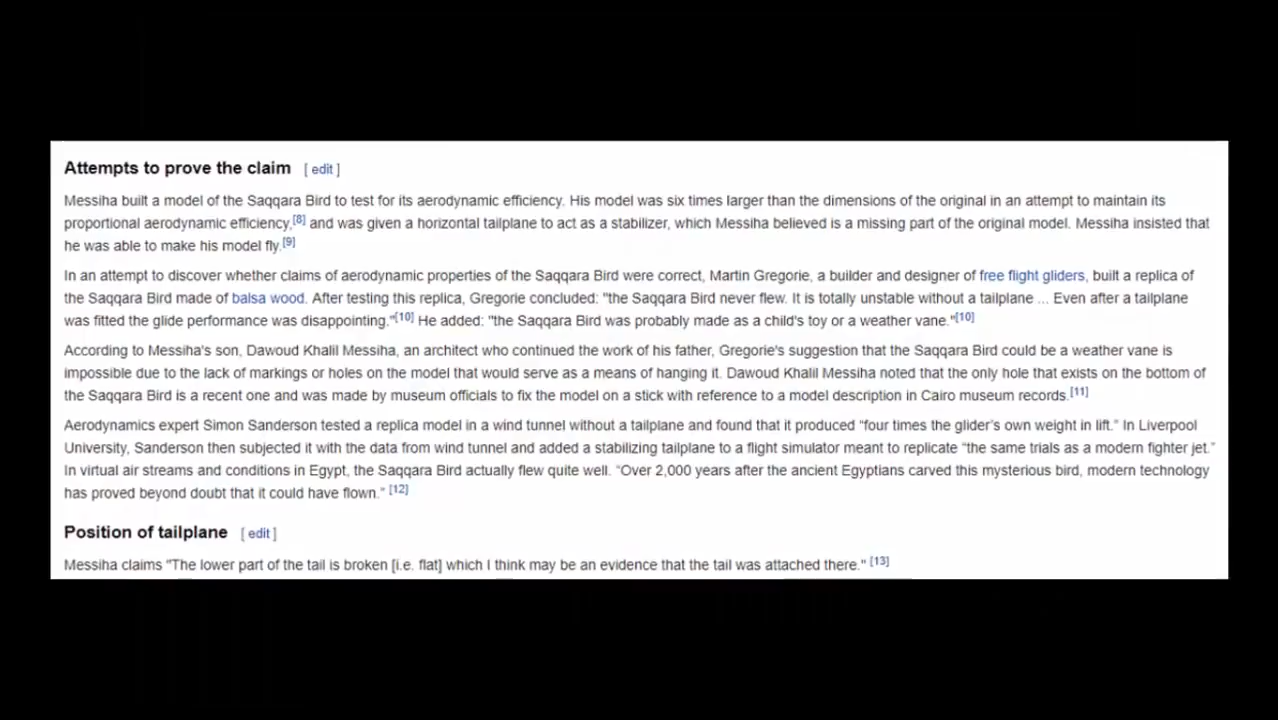 Attempts to prove the claim [ edit ]
Messiha built a model of the Saqqara Bird to test for its aerodynamic efficiency. His model was six times larger than the dimensions of the original in an attempt to maintain its
proportional aerodynamic efficiency,[8] and was given a horizontal tailplane to act as a stabilizer, which Messiha believed is a missing part of the original model. Messiha insisted that
he was able to make his model fly.[9]
In an attempt to discover whether claims of aerodynamic properties of the Saqqara Bird were correct, Martin Gregorie, a builder and designer of free flight gliders, built a replica of
the Saqqara Bird made of balsa wood. After testing this replica, Gregorie concluded: "the Saqqara Bird never flew. It is totally unstable without a tailplane ... Even after a tailplane
was fitted the glide performance was disappointing."[10] He added: "the Saqqara Bird was probably made as a child's toy or a weather vane."[10]
According to Messiha's son, Dawoud Khalil Messiha, an architect who continued the work of his father, Gregorie's suggestion that the Saqqara Bird could be a weather vane is
impossible due to the lack of markings or holes on the model that would serve as a means of hanging it. Dawoud Khalil Messiha noted that the only hole that exists on the bottom of
the Saqqara Bird is a recent one and was made by museum officials to fix the model on a stick with reference to a model description in Cairo museum records.[11]
Aerodynamics expert Simon Sanderson tested a replica model in a wind tunnel without a tailplane and found that it produced “four times the glider’s own weight in lift.” In Liverpool
University, Sanderson then subjected it with the data from wind tunnel and added a stabilizing tailplane to a flight simulator meant to replicate “the same trials as a modern fighter jet.”
In virtual air streams and conditions in Egypt, the Saqqara Bird actually flew quite well. “Over 2,000 years after the ancient Egyptians carved this mysterious bird, modern technology
has proved beyond doubt that it could have flown.” [12]
Position of tailplane [ edit ]
Messiha claims "The lower part of the tail is broken [i.e. flat] which I think may be an evidence that the tail was attached there." [13]